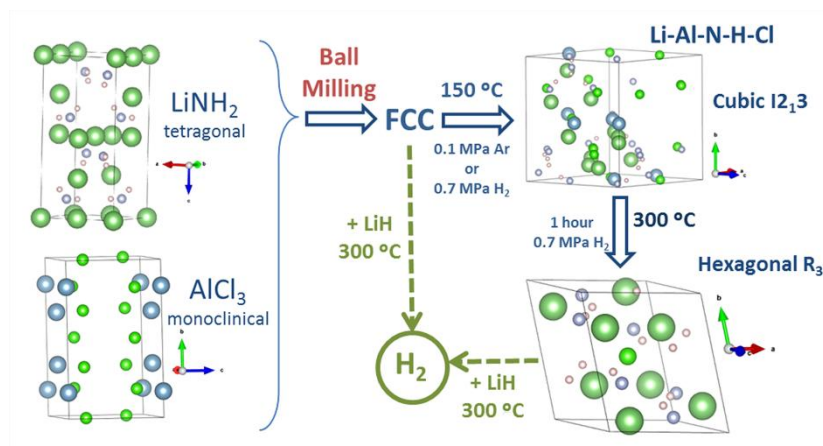 LiNH₂
tetragonal
a
b
c
AlCl₃
monoclinical
b
c
Ball
Milling
FCC
150 ºC
0.1 MPa Ar
or
0.7 MPa H₂
Li-Al-N-H-Cl
Cubic I2₁3
b
a
c
1 hour
0.7 MPa H₂
300 ºC
Hexagonal R₃
b
a
c
+ LiH
300 ºC
H₂
+ LiH
300 ºC